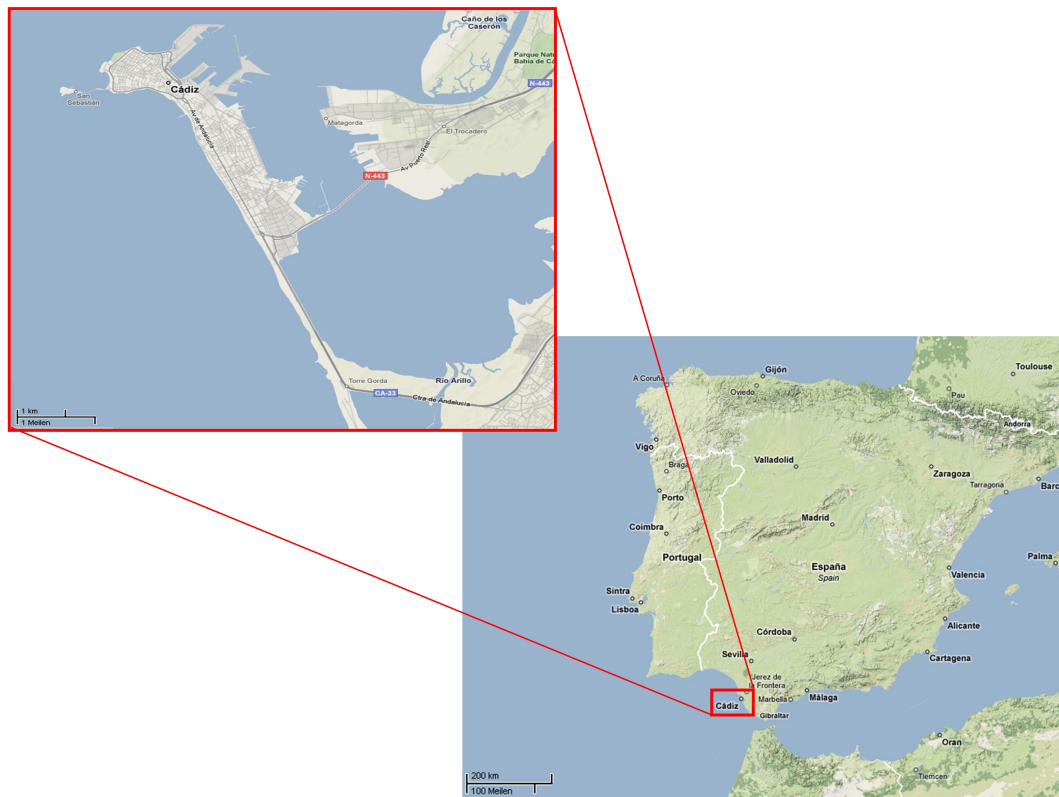 Caño de los
Caserón
Parque Nat
Bahia de Cá
N-443
Cádiz
San
Sebastián
Av de Andalucía
Matagorda
El Trocadero
Av Puerto Real
N-443
Torre Gorda
Río Arillo
CA-33
Ctra de Andalucía
1 km
1 Meilen
Gijón
Toulouse
A Coruña
Oviedo
Pau
Andorra
Vigo
Braga
Valladolid
Zaragoza
Tarragona
Barc
Porto
Madrid
Coimbra
Portugal
España
Spain
Palma
Valencia
Sintra
Lisboa
Córdoba
Alicante
Sevilla
Cartagena
Jerez de
la Frontera
Cádiz
Marbella
Málaga
Gibraltar
Oran
Tlemcen
200 km
100 Meilen